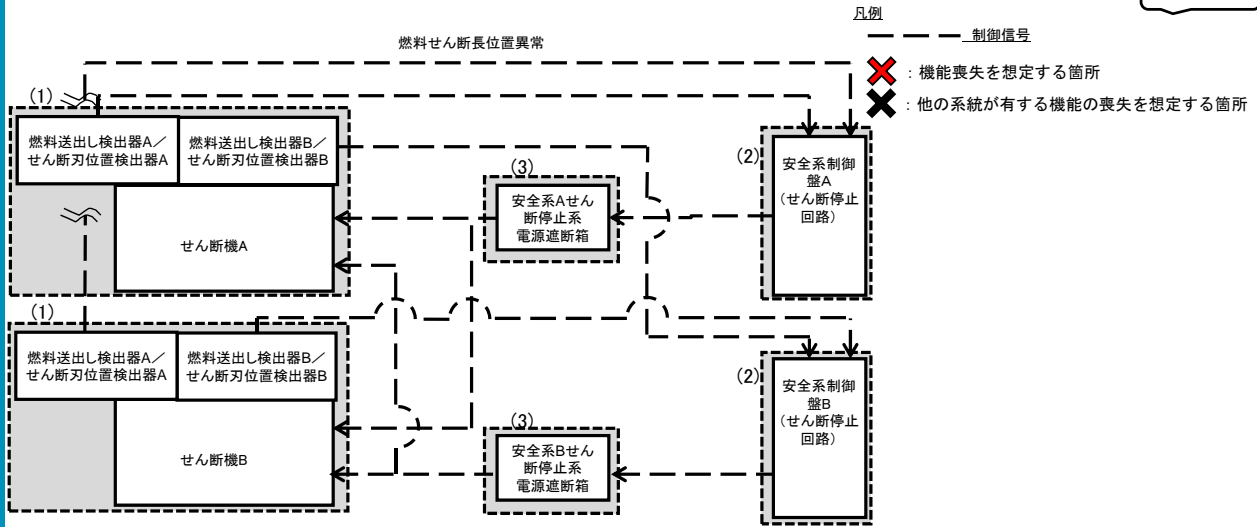 凡例
制御信号
：機能喪失を想定する箇所
：他の系統が有する機能の喪失を想定する箇所
燃料せん断長位置異常
(1)
燃料送出し検出器A／
せん断刃位置検出器A
燃料送出し検出器B／
せん断刃位置検出器B
せん断機A
(3)
安全系Aせん
断停止系
電源遮断箱
(2)
安全系制御
盤A
(せん断停止
回路)
(1)
燃料送出し検出器A／
せん断刃位置検出器A
燃料送出し検出器B／
せん断刃位置検出器B
せん断機B
(3)
安全系Bせん
断停止系
電源遮断箱
(2)
安全系制御
盤B
(せん断停止
回路)